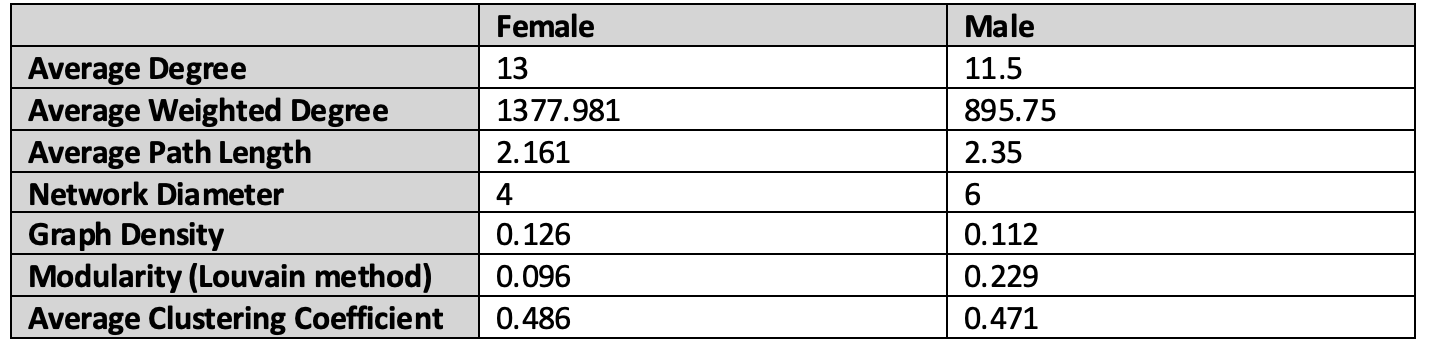 Female Male
Average Degree 13 11.5
Average Weighted Degree 1377.981 895.75
Average Path Length 2.161 2.35
Network Diameter 4 6
Graph Density 0.126 0.112
Modularity (Louvain method) 0.096 0.229
Average Clustering Coefficient 0.486 0.471